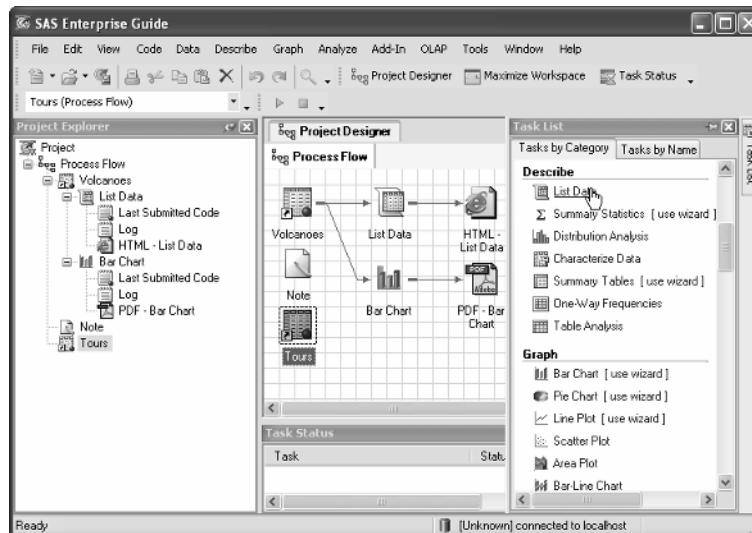 SAS Enterprise Guide
File Edit View Code Data Describe Graph Analyze Add-In OLAP Tools Window Help
Project Designer Maximize Workspace Task Status
Tours (Process Flow)
Project Explorer
Project
Process Flow
Volcanoes
List Data
Last Submitted Code
Log
HTML - List Data
Bar Chart
Last Submitted Code
Log
PDF - Bar Chart
Note
Tours
Project Designer
Process Flow
Volcanoes
List Data
HTML -
List Data
Note
Bar Chart
PDF
Adobe
PDF - Bar
Chart
Tours
Task Status
Task Statu
Task List
Tasks by Category Tasks by Name
Describe
List Data
Summary Statistics [ use wizard ]
Distribution Analysis
Characterize Data
Summary Tables [ use wizard ]
One-Way Frequencies
Table Analysis
Graph
Bar Chart [ use wizard ]
Pie Chart [ use wizard ]
Line Plot [ use wizard ]
Scatter Plot
Area Plot
Bar-Line Chart
Ready
[Unknown] connected to localhost